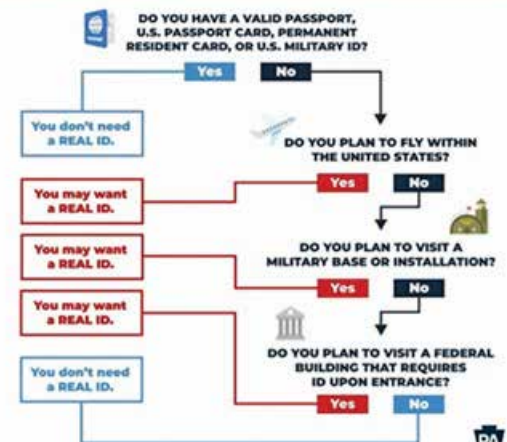 DO YOU HAVE A VALID PASSPORT,
U.S. PASSPORT CARD, PERMANENT
RESIDENT CARD, OR U.S. MILITARY ID?
Yes No
You don't need
a REAL ID.
DO YOU PLAN TO FLY WITHIN
THE UNITED STATES?
Yes No
You may want
a REAL ID.
DO YOU PLAN TO VISIT A
MILITARY BASE OR INSTALLATION?
Yes No
You may want
a REAL ID.
DO YOU PLAN TO VISIT A FEDERAL
BUILDING THAT REQUIRES
ID UPON ENTRANCE?
Yes No
You may want
a REAL ID.
You don't need
a REAL ID.
PA